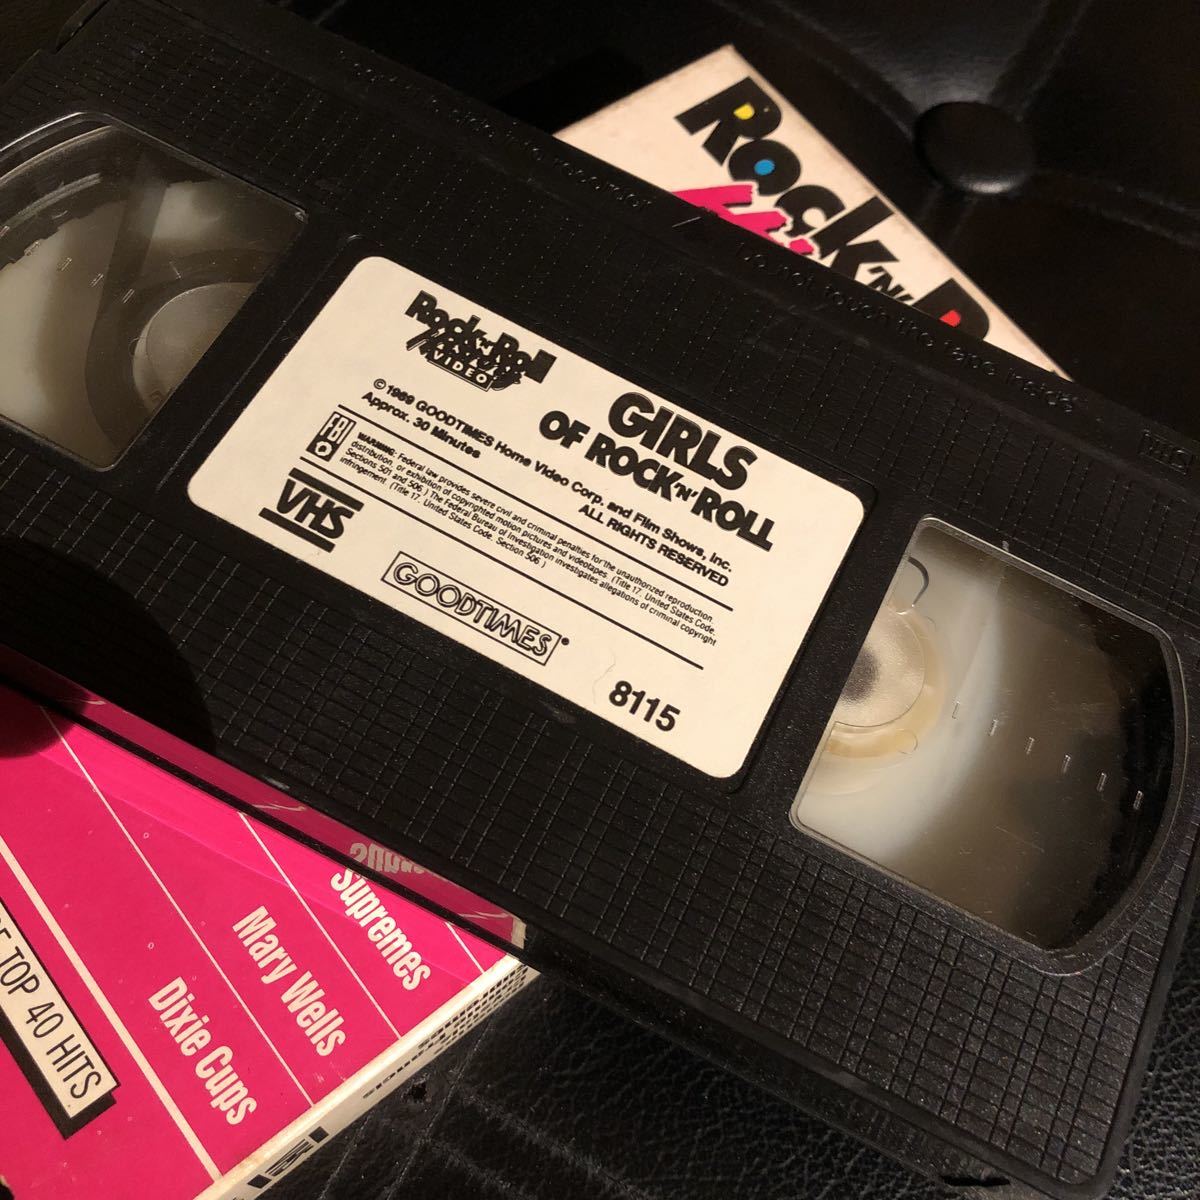 ROCK 'N'
Do not touch the tape inside
Rock 'N' Roll
VIDEO
GIRLS
OF ROCK 'N' ROLL
© 1989 GOODTIMES Home Video Corp. and Film Shows, Inc.
Approx. 30 Minutes
ALL RIGHTS RESERVED
FBI
WARNING: Federal law provides severe civil and criminal penalties for the unauthorized reproduction,
distribution, or exhibition of copyrighted motion pictures and videotapes (Title 17, United States Code,
Sections 501 and 506.) The Federal Bureau of Investigation investigates allegations of criminal copyright
infringement (Title 17, United States Code, Section 506)
VHS
GOODTIMES®
8115
Supremes
Mary Wells
Dixie Cups
TOP 40 HITS